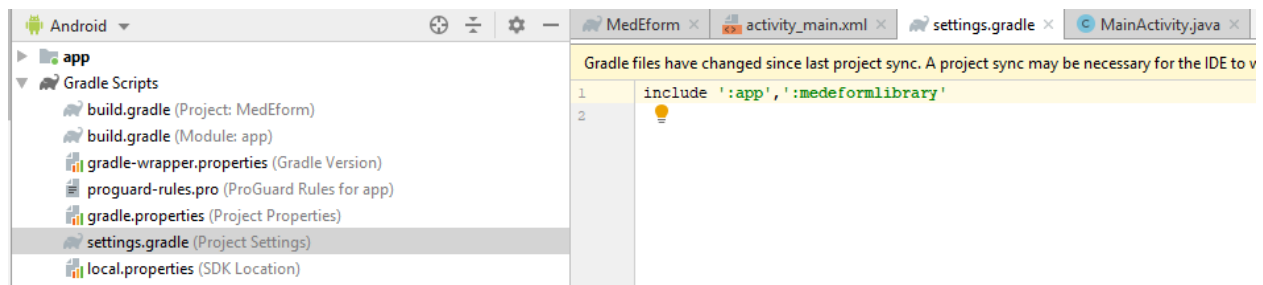 Android
app
Gradle Scripts
build.gradle (Project: MedEform)
build.gradle (Module: app)
gradle-wrapper.properties (Gradle Version)
proguard-rules.pro (ProGuard Rules for app)
gradle.properties (Project Properties)
settings.gradle (Project Settings)
local.properties (SDK Location)
MedEform activity_main.xml settings.gradle C MainActivity.java
Gradle files have changed since last project sync. A project sync may be necessary for the IDE to
1 include ':app',':medeformlibrary'
2